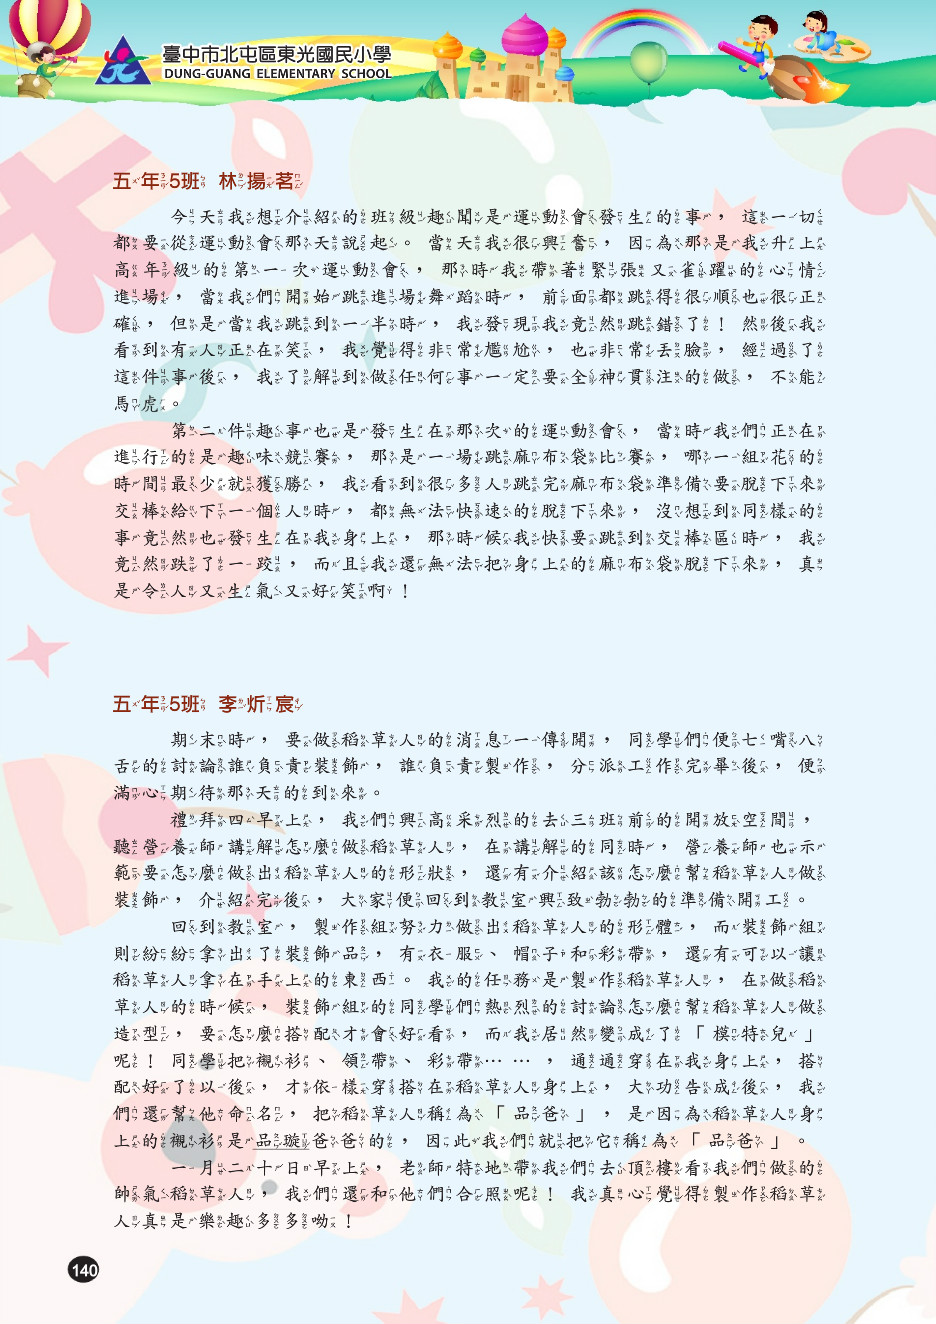 臺中市北屯區東光國民小學
DUNG-GUANG ELEMENTARY SCHOOL
五年5班 林揚茗
今天我想介紹的班級趣聞是運動會發生的事，這一切
都要從運動會那天說起。當天我很興奮，因為那是我升上
高年級的第一次運動會，那時我帶著緊張又雀躍的心情
進場，當我們開始跳進場舞蹈時，前面都跳得很順也很正
確，但是當我跳到一半時，我發現我竟然跳錯了！然後我
看到有人正在笑，我覺得非常尷尬，也非常丟臉，經過了
這件事後，我了解到做任何事一定要全神貫注的做，不能
馬虎。
第二件趣事也是發生在那次的運動會，當時我們正在
進行的是趣味競賽，那是一場跳麻布袋比賽，哪一組花的
時間最少就獲勝，我看到很多人跳完麻布袋準備要脫下來
交棒給下一個人時，都無法快速的脫下來，沒想到同樣的
事竟然也發生在我身上，那時候我快要跳到交棒區時，我
竟然跌了一跤，而且我還無法把身上的麻布袋脫下來，真
是令人又生氣又好笑啊！
五年5班 李炘宸
期末時，要做稻草人的消息一傳開，同學們便七嘴八
舌的討論誰負責裝飾，誰負責製作，分派工作完畢後，便
滿心期待那天的到來。
禮拜四早上，我們興高采烈的去三班前的開放空間，
聽營養師講解怎麼做稻草人，在講解的同時，營養師也示
範要怎麼做出稻草人的形狀，還有介紹該怎麼幫稻草人做
裝飾，介紹完後，大家便回到教室興致勃勃的準備開工。
回到教室，製作組努力做出稻草人的形體，而裝飾組
則紛紛拿出了裝飾品，有衣服、帽子和彩帶，還有可以讓
稻草人拿在手上的東西。我的任務是製作稻草人，在做稻
草人的時候，裝飾組的同學們熱烈的討論怎麼幫稻草人做
造型，要怎麼搭配才會好看，而我居然變成了「模特兒」
呢！同學把襯衫、領帶、彩帶……，通通穿在我身上，搭
配好了以後，才依樣穿搭在稻草人身上，大功告成後，我
們還幫他命名，把稻草人稱為「品爸」，是因為稻草人身
上的襯衫是品璇爸爸的，因此我們就把它稱為「品爸」。
一月二十日早上，老師特地帶我們去頂樓看我們做的
帥氣稻草人，我們還和他們合照呢！我真心覺得製作稻草
人真是樂趣多多呦！
140